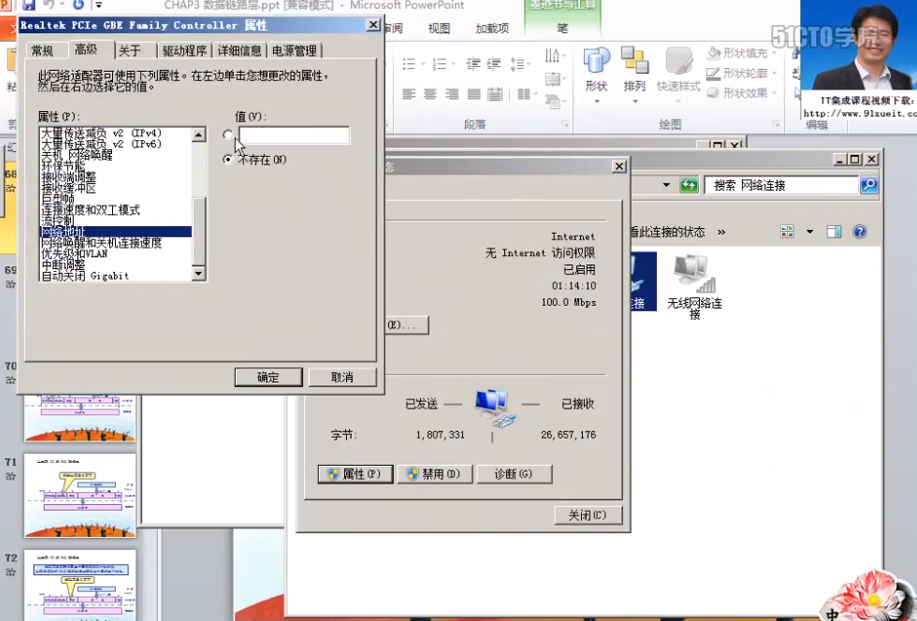 CHAP3 数据链路层.ppt [兼容模式] - Microsoft PowerPoint
墨迹书写工具
Realtek PCIe GBE Family Controller 属性
视图
加载项
笔
51CTO学院
常规
高级
关于
驱动程序
详细信息
电源管理
此网络适配器可使用下列属性。在左边单击您想更改的属性，
然后在右边选择它的值。
属性(P):
值(V):
大量传送减负 v2 (IPv4)
大量传送减负 v2 (IPv6)
关机 网络唤醒
环保节能
接收端调整
接收缓冲区
巨型帧
连接速度和双工模式
流控制
网络地址
网络唤醒和关机连接速度
优先级和VLAN
中断调整
自动关闭 Gigabit
不存在(N)
确定
取消
形状
排列
快速样式
形状填充
形状轮廓
形状效果
段落
绘图
编辑
IT集成课程视频下载:
http://www.91xueit.co
搜索 网络连接
看此连接的状态 »
Internet
无 Internet 访问权限
已启用
01:14:10
100.0 Mbps
(E)...
连接
无线网络连
接
已发送
已接收
字节:
1,807,331
26,657,176
属性(P)
禁用(D)
诊断(G)
关闭(C)
68
69
70
71
72
中